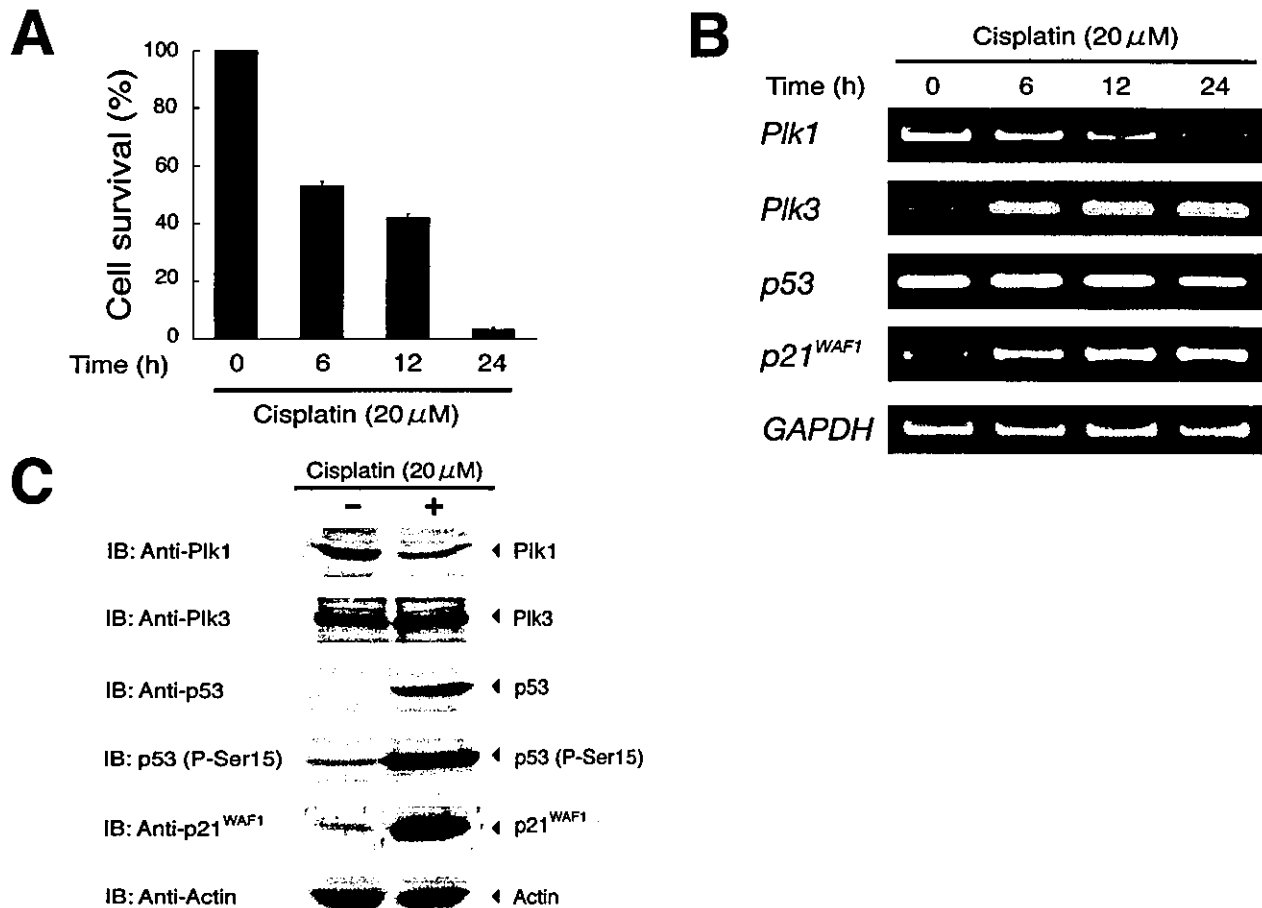 A
Cell survival (%)
100
80
60
40
20
0
Time (h) 0 6 12 24
Cisplatin (20 μM)
B
Cisplatin (20 μM)
Time (h) 0 6 12 24
Plk1
Plk3
p53
p21WAF1
GAPDH
C
Cisplatin (20 μM)
− +
IB: Anti-Plk1 Plk1
IB: Anti-Plk3 Plk3
IB: Anti-p53 p53
IB: p53 (P-Ser15) p53 (P-Ser15)
IB: Anti-p21WAF1 p21WAF1
IB: Anti-Actin Actin